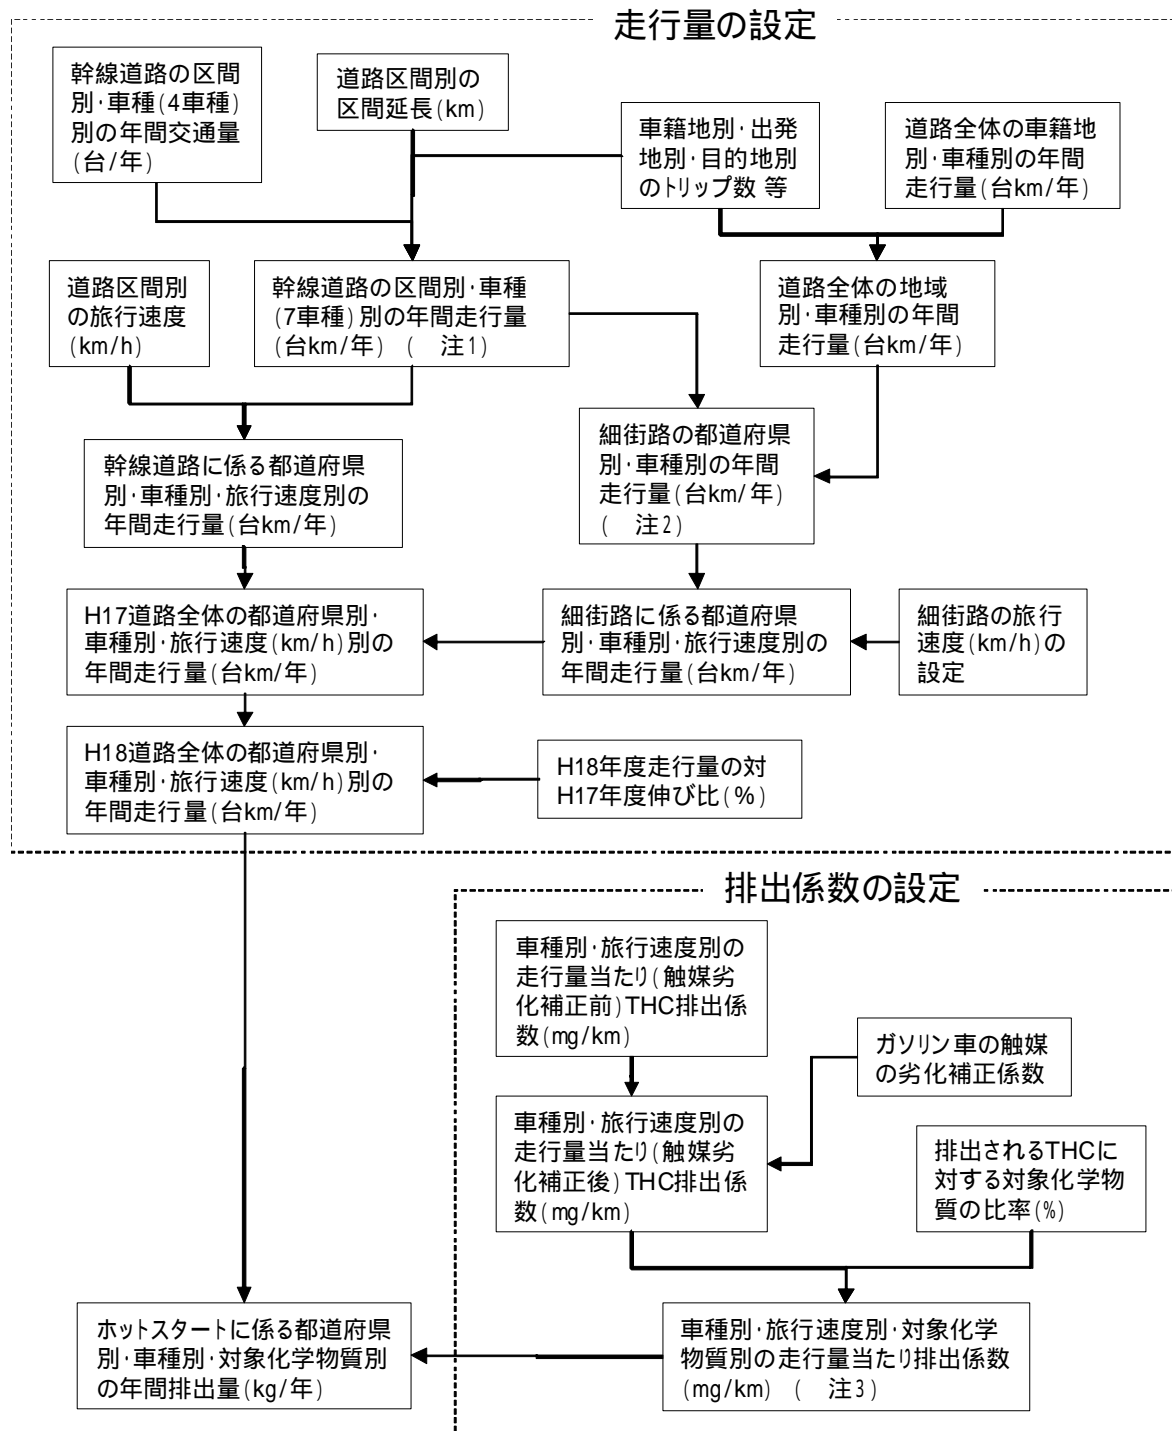 走行量の設定
幹線道路の区間
別・車種(4車種)
別の年間交通量
(台/年)
道路区間別の
区間延長(km)
車籍地別・出発
地別・目的地別
のトリップ数 等
道路全体の車籍地
別・車種別の年間
走行量(台km/年)
道路区間別
の旅行速度
(km/h)
幹線道路の区間別・車種
(7車種)別の年間走行量
(台km/年) ( 注1)
道路全体の地域
別・車種別の年間
走行量(台km/年)
幹線道路に係る都道府県
別・車種別・旅行速度別の
年間走行量(台km/年)
細街路の都道府県
別・車種別の年間
走行量(台km/年)
( 注2)
H17道路全体の都道府県別・
車種別・旅行速度(km/h)別の
年間走行量(台km/年)
細街路に係る都道府県
別・車種別・旅行速度別の
年間走行量(台km/年)
細街路の旅行
速度(km/h)の
設定
H18道路全体の都道府県別・
車種別・旅行速度(km/h)別の
年間走行量(台km/年)
H18年度走行量の対
H17年度伸び比(%)
排出係数の設定
車種別・旅行速度別の
走行量当たり(触媒劣
化補正前)THC排出係
数(mg/km)
ガソリン車の触媒
の劣化補正係数
車種別・旅行速度別の
走行量当たり(触媒劣
化補正後)THC排出係
数(mg/km)
排出されるTHCに
対する対象化学物
質の比率(%)
ホットスタートに係る都道府県
別・車種別・対象化学物質別
の年間排出量(kg/年)
車種別・旅行速度別・対象化学
物質別の走行量当たり排出係数
(mg/km) ( 注3)